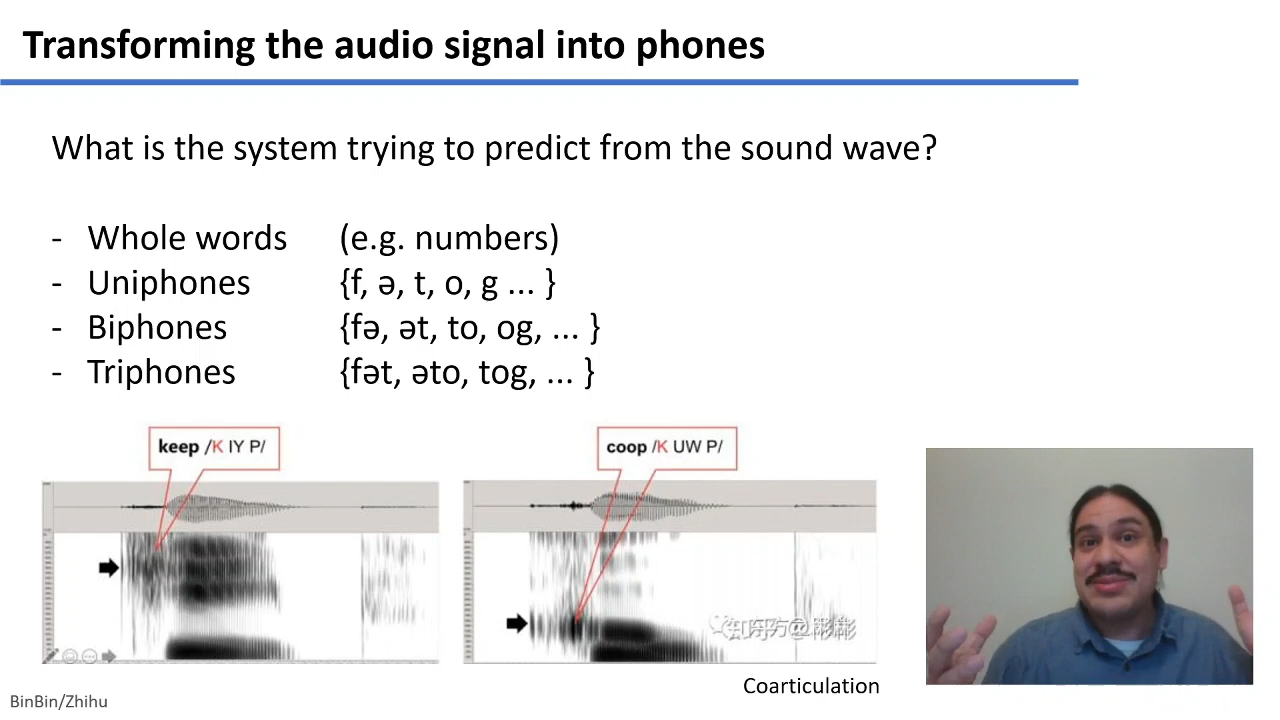 Transforming the audio signal into phones
What is the system trying to predict from the sound wave?
- Whole words (e.g. numbers)
- Uniphones {f, ə, t, o, g ... }
- Biphones {fə, ət, to, og, ... }
- Triphones {fət, əto, tog, ... }
keep /K IY P/
coop /K UW P/
Coarticulation
BinBin/Zhihu